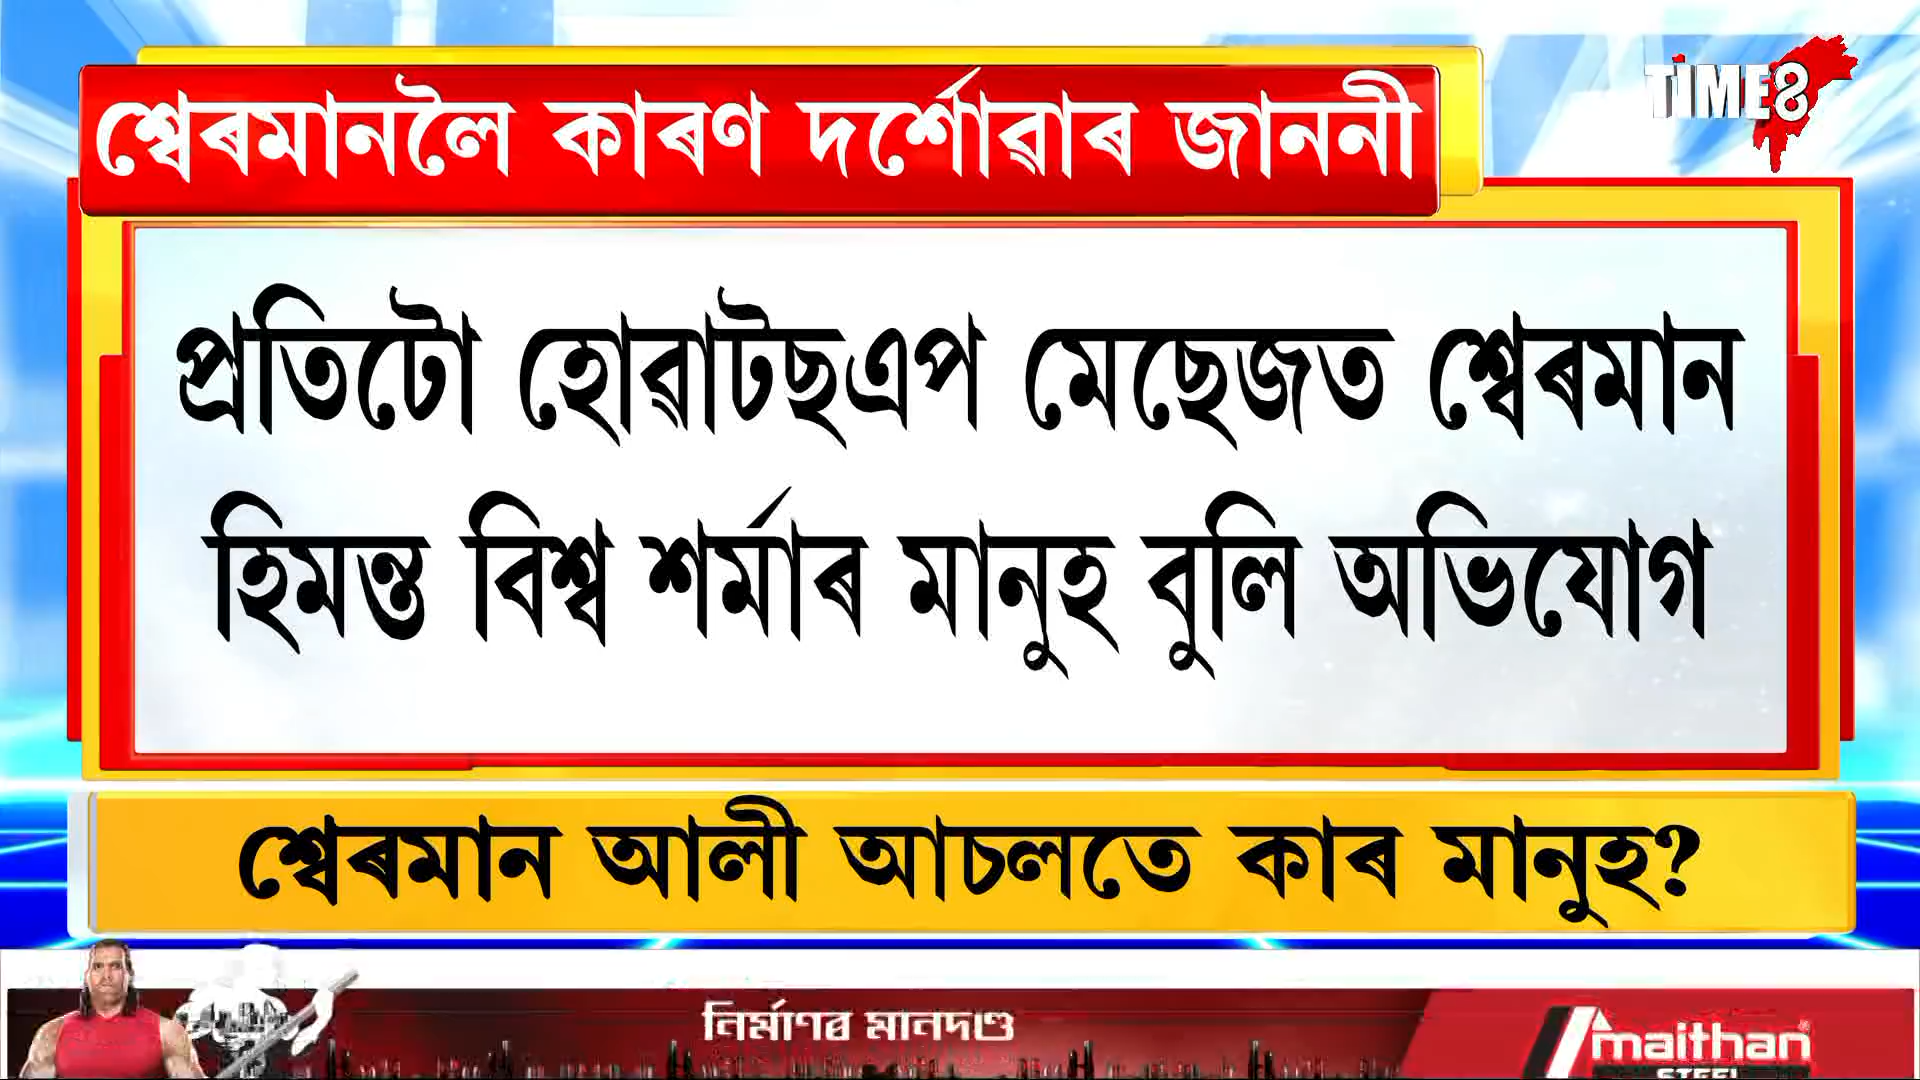 শ্বেৰমানলৈ কাৰণ দৰ্শোৱাৰ জাননী
TIME8
প্ৰতিটো হোৱাটছএপ মেছেজত শ্বেৰমান
হিমন্ত বিশ্ব শৰ্মাৰ মানুহ বুলি অভিযোগ
শ্বেৰমান আলী আচলতে কাৰ মানুহ?
নিৰ্মাণৰ মানদণ্ড
maithan
STEEL